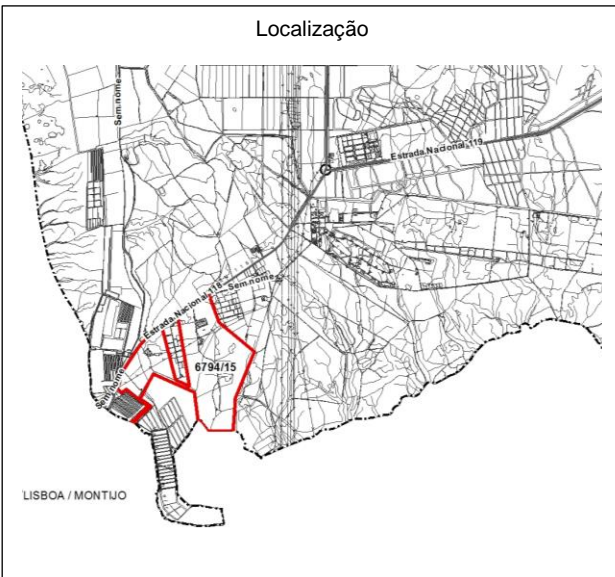 Localização
Sem nome
Estrada Nacional 119
Estrada Nacional 118
Sem nome
6794/15
Sem nome
LISBOA / MONTIJO